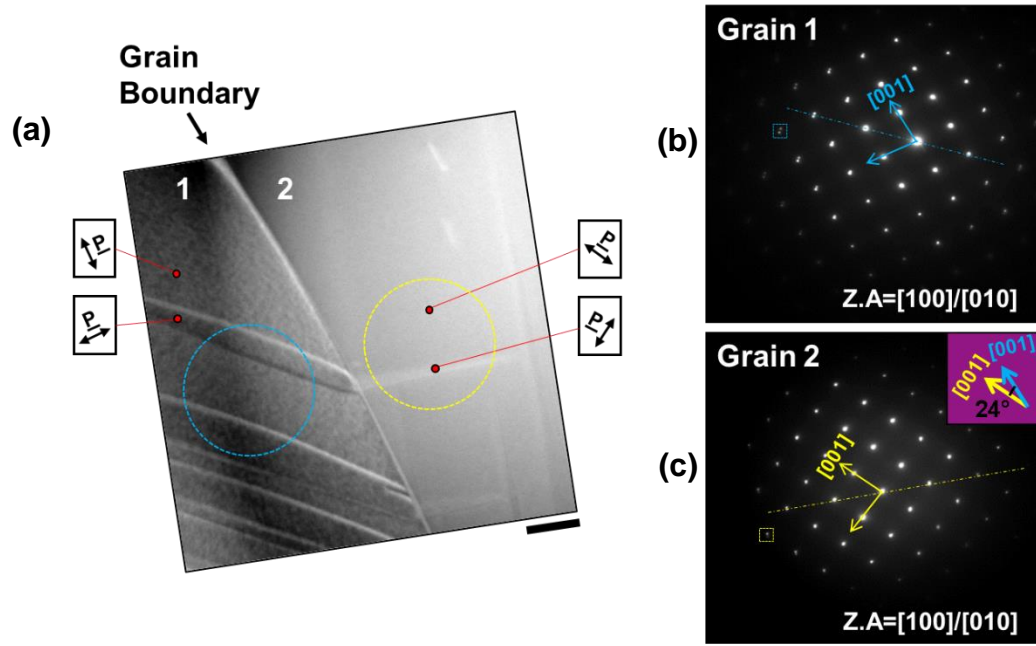 Grain
Boundary
(a)
1
2
P
P
P
P
(b)
Grain 1
[001]
Z.A=[100]/[010]
(c)
Grain 2
[001]
Z.A=[100]/[010]
[001]
[001]
24°